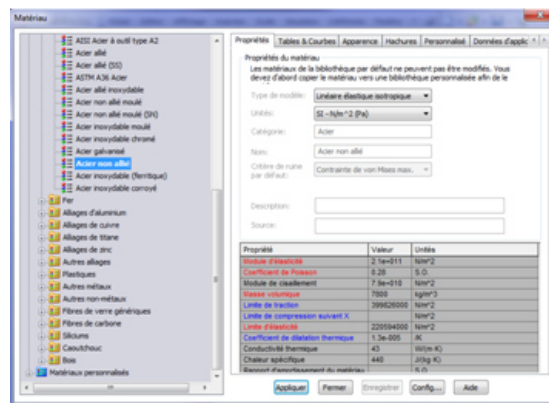 Matériau
AISI Acier à outil type A2
Acier allié
Acier allié (SS)
ASTM A36 Acier
Acier allié inoxydable
Acier non allié moulé
Acier non allié moulé (SN)
Acier inoxydable moulé
Acier inoxydable chromé
Acier galvanisé
Acier non allié
Acier inoxydable (ferritique)
Acier inoxydable corroyé
Fer
Alliages d'aluminium
Alliages de cuivre
Alliages de titane
Alliages de zinc
Autres alliages
Plastiques
Autres métaux
Autres non-métaux
Fibres de verre génériques
Fibres de carbone
Siliciums
Caoutchouc
Bois
Matériaux personnalisés
Propriétés Tables & Courbes Apparence Hachures Personnalisé Données d'applic
Propriétés du matériau
Les matériaux de la bibliothèque par défaut ne peuvent pas être modifiés. Vous
devez d'abord copier le matériau vers une bibliothèque personnalisée afin de le
Type de modèle: Linéaire élastique isotropique
Unités: SI - N/m^2 (Pa)
Catégorie: Acier
Nom: Acier non allié
Critère de ruine par défaut: Contrainte de von Mises max.
Description:
Source:
Propriété Valeur Unités
Module d'élasticité 2.1e+011 N/m^2
Coefficient de Poisson 0.28 S.O.
Module de cisaillement 7.9e+010 N/m^2
Masse volumique 7800 kg/m^3
Limite de traction 399826000 N/m^2
Limite de compression suivant X N/m^2
Limite d'élasticité 220594000 N/m^2
Coefficient de dilatation thermique 1.3e-005 /K
Conductivité thermique 43 W/(m·K)
Chaleur spécifique 440 J/(kg·K)
Rapport d'amortissement du matériau S.O.
Appliquer Fermer Enregistrer Config... Aide